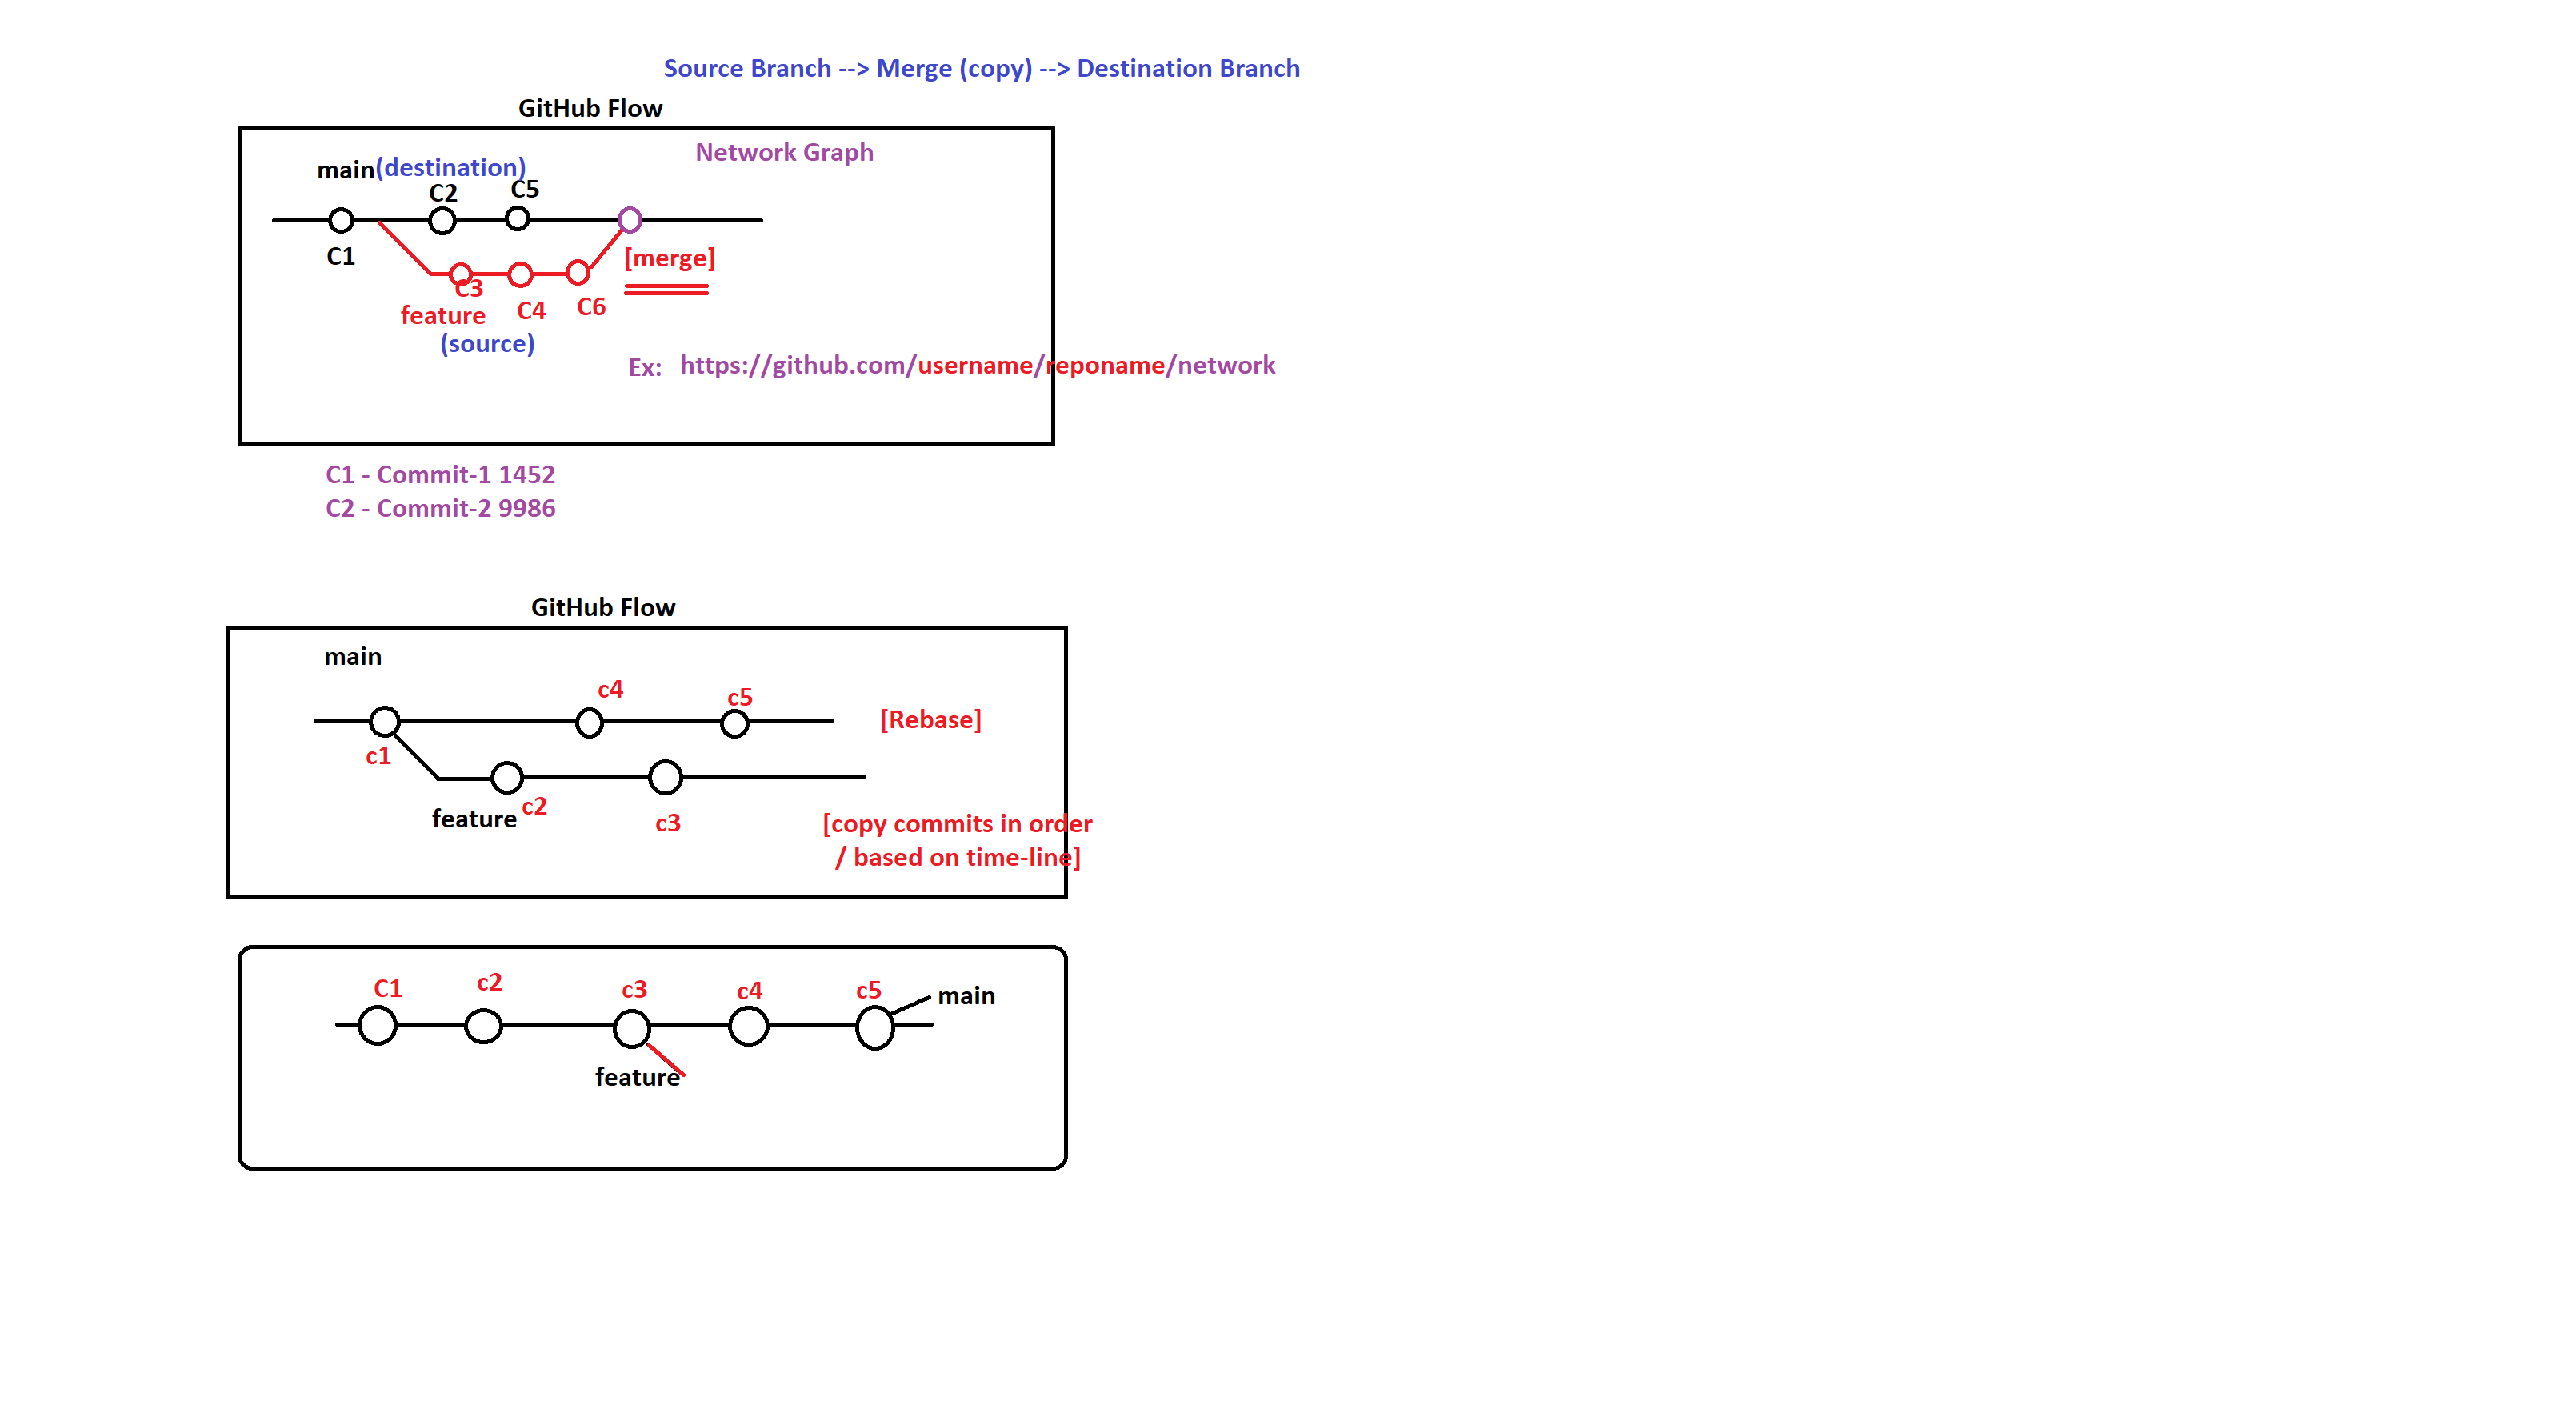 Source Branch --> Merge (copy) --> Destination Branch
GitHub Flow
Network Graph
main(destination)
C2 C5
C1
[merge]
C3
C4 C6
feature
(source)
Ex: https://github.com/username/reponame/network
C1 - Commit-1 1452
C2 - Commit-2 9986
GitHub Flow
main
c4 c5
[Rebase]
c1
feature c2 c3
[copy commits in order
/ based on time-line]
C1 c2 c3 c4 c5 main
feature